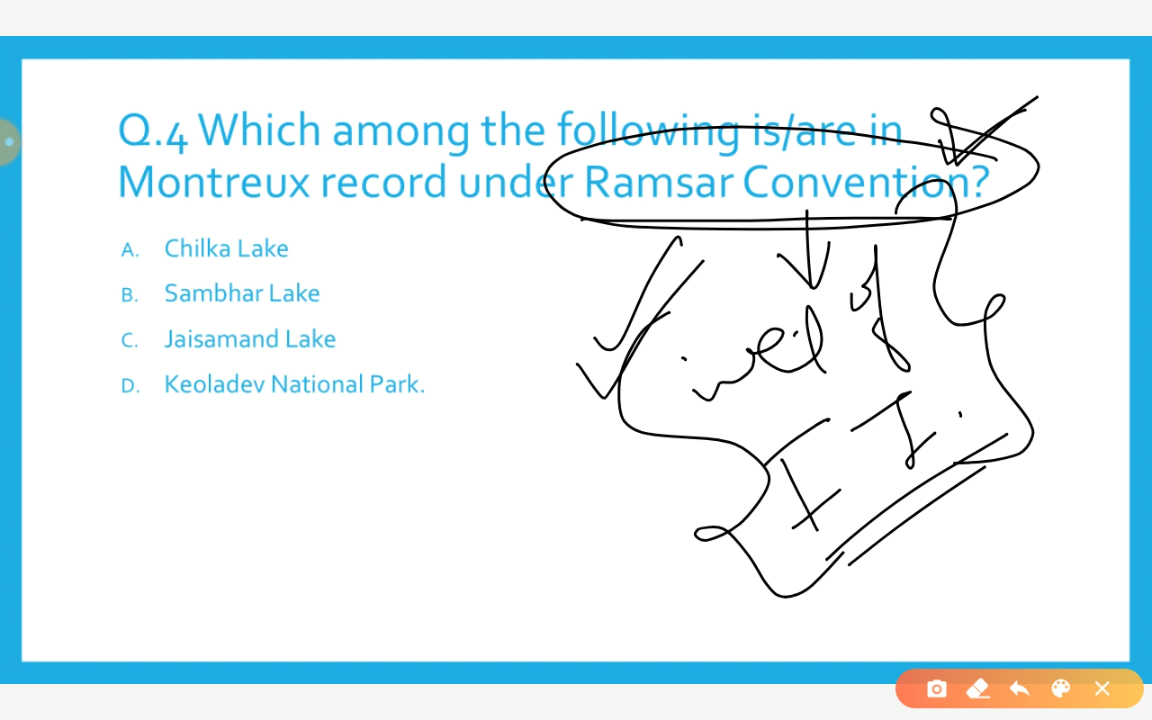 Q.4 Which among the following is/are in
Montreux record under Ramsar Convention?
A. Chilka Lake
B. Sambhar Lake
C. Jaisamand Lake
D. Keoladev National Park.